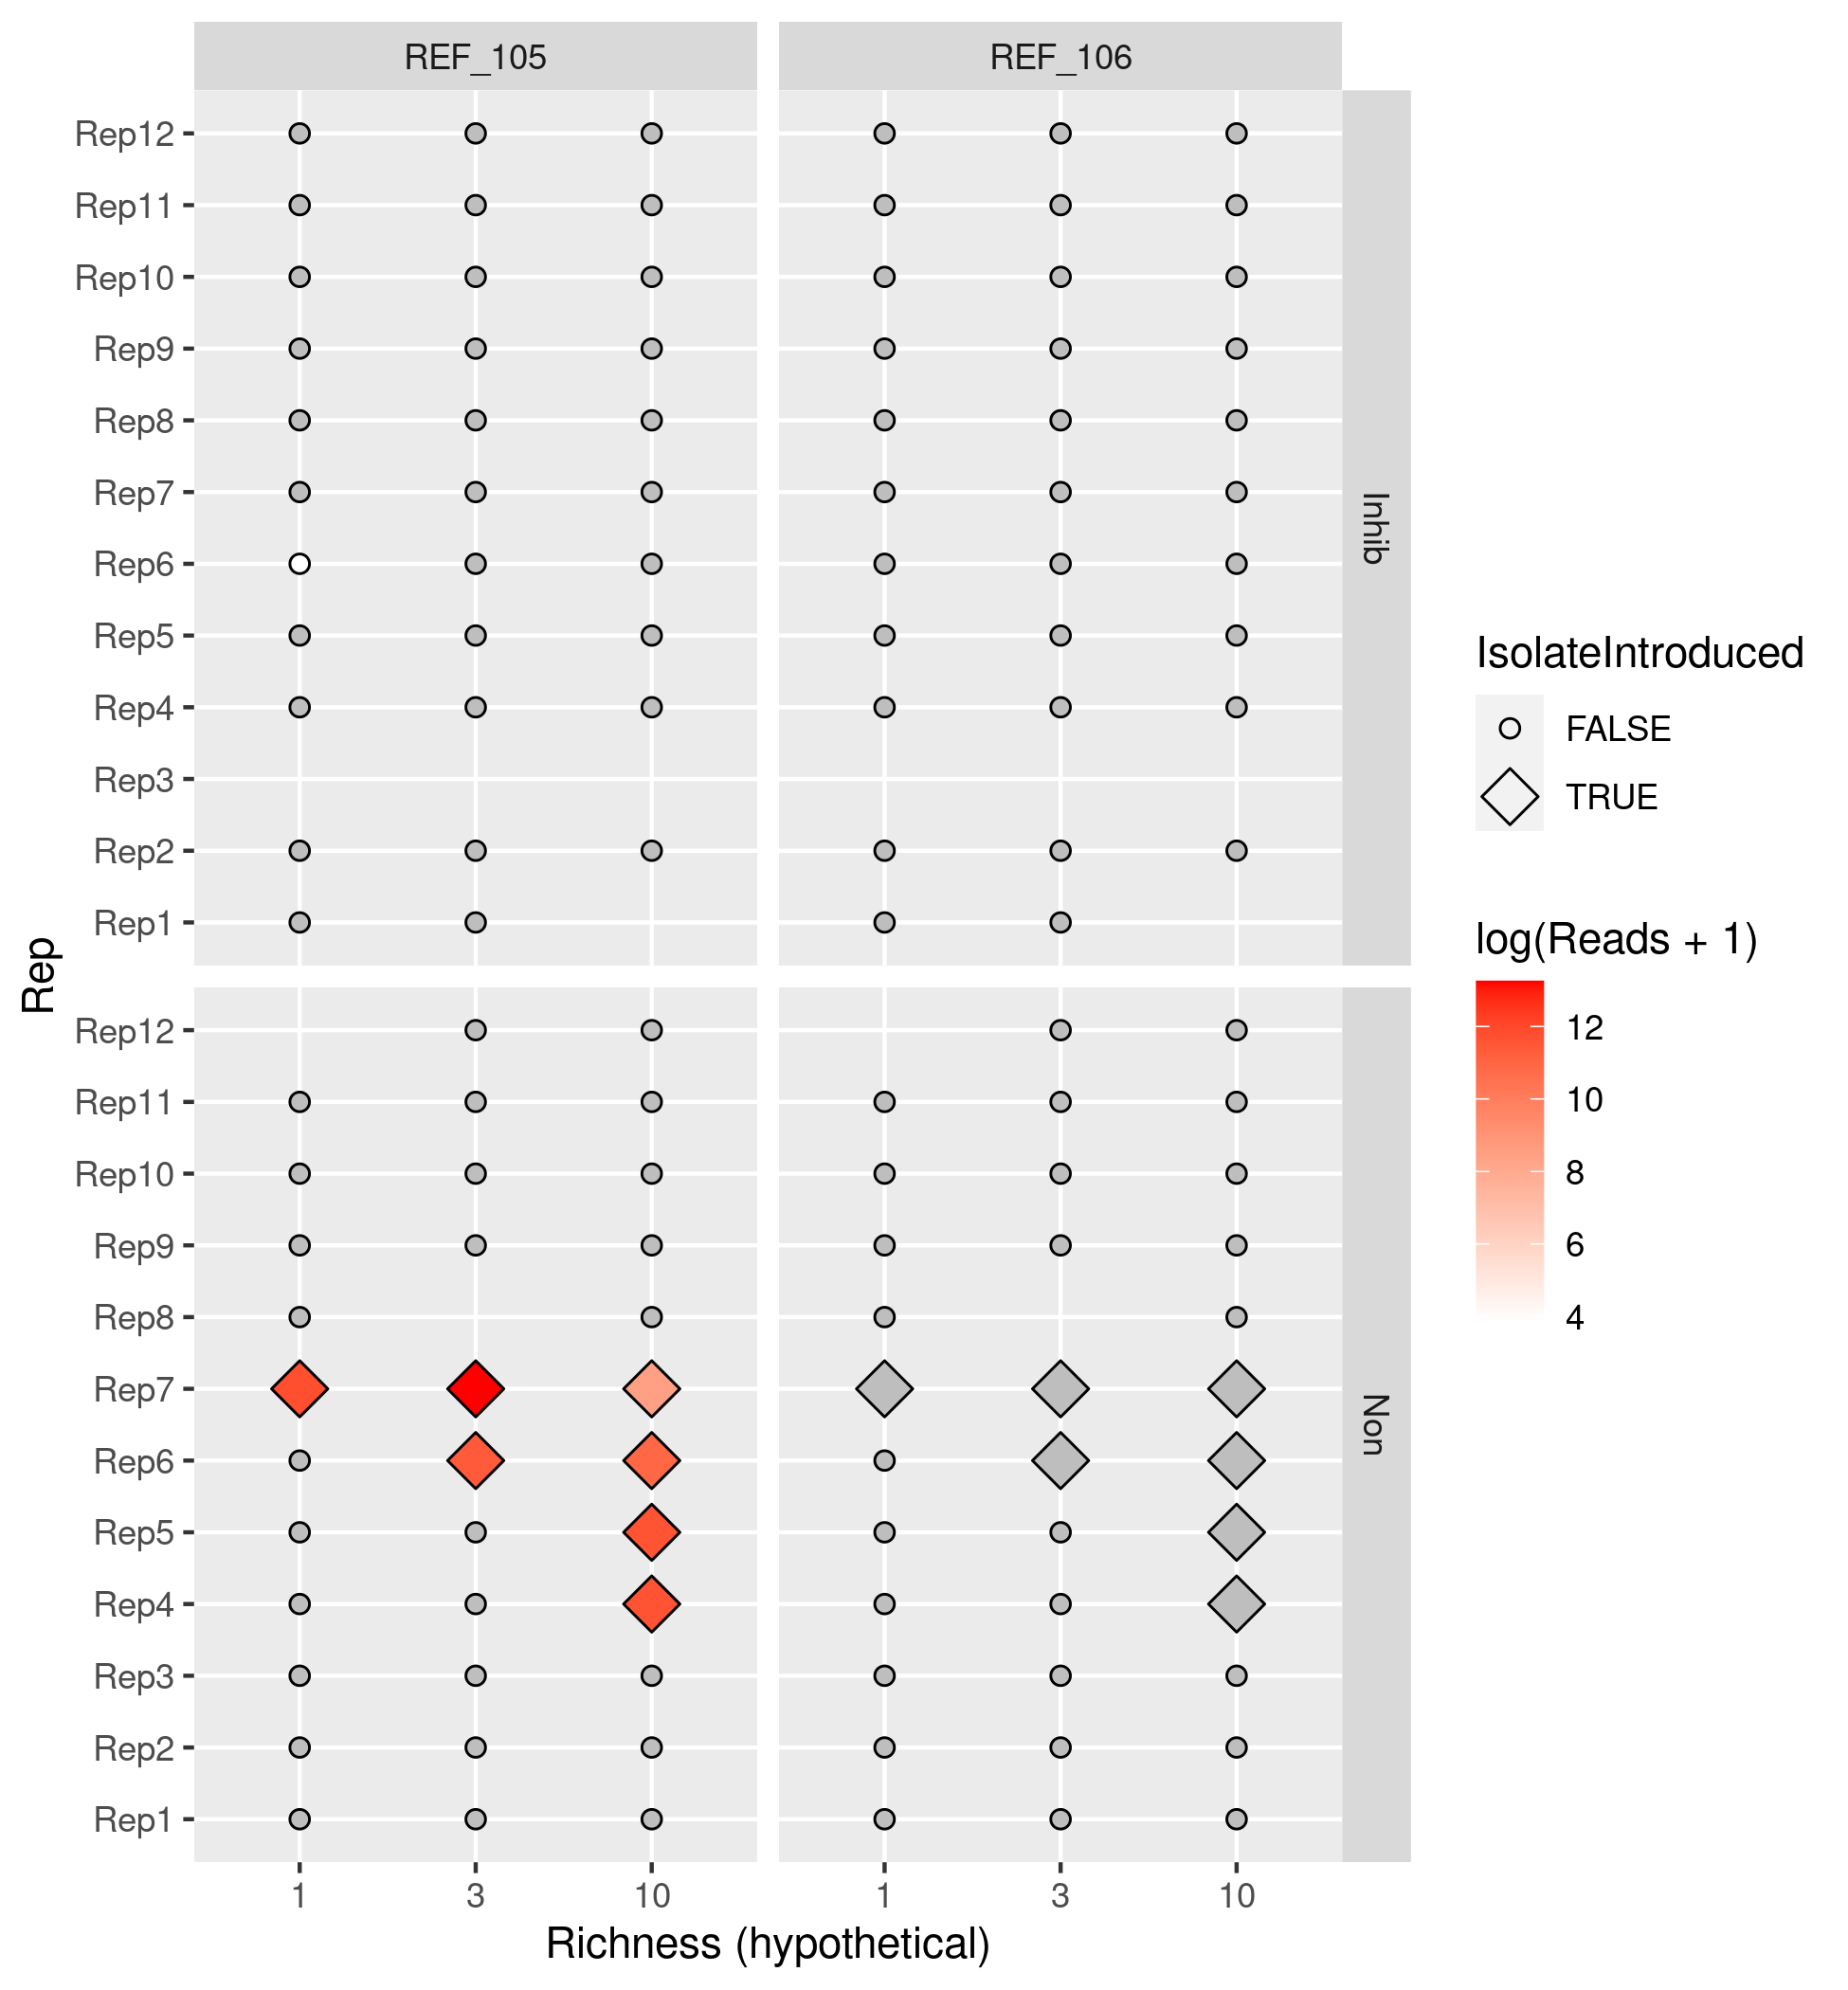 REF_105
REF_106
Rep12
Rep11
Rep10
Rep9
Rep8
Rep7
Rep6
Rep5
Rep4
Rep3
Rep2
Rep1
Inhib
Rep
Rep12
Rep11
Rep10
Rep9
Rep8
Rep7
Rep6
Rep5
Rep4
Rep3
Rep2
Rep1
Non
1
3
10
1
3
10
Richness (hypothetical)
IsolateIntroduced
FALSE
TRUE
log(Reads + 1)
12
10
8
6
4